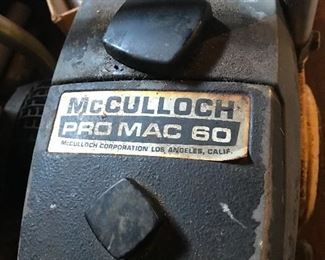 McCULLOCH
PRO MAC 60
McCULLOCH CORPORATION LOS ANGELES, CALIF.